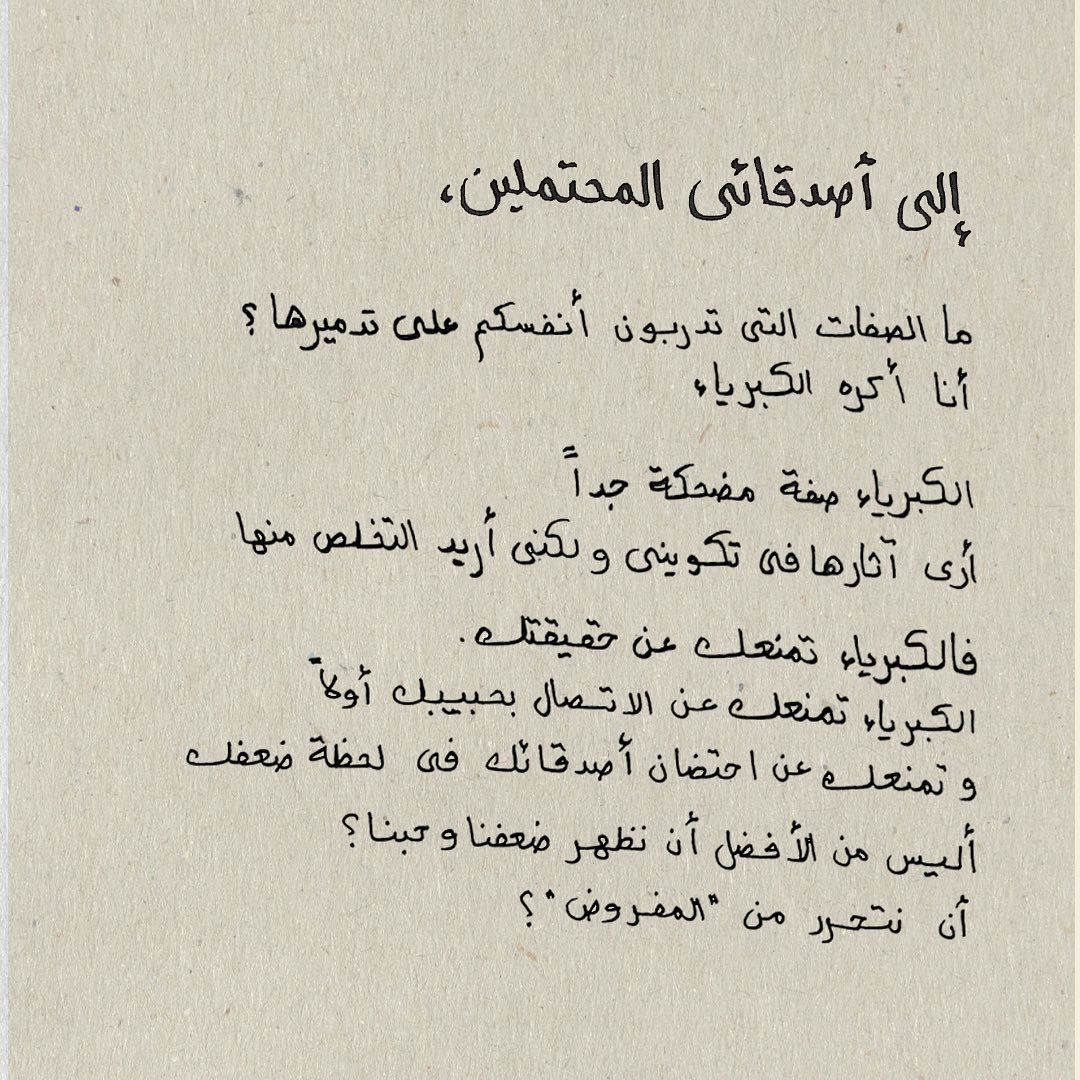 إلى أصدقائى المحتملين،
ما الصفات التى تدربون أنفسكم على تدميرها؟
أنا أكره الكبرياء
الكبرياء صفة مضحكة جداً
أرى آثارها فى تكوينى ولكنى أريد التخلص منها
فالكبرياء تمنعك عن حقيقتك.
الكبرياء تمنعك عن الاتصال بحبيبك أولاً
و تمنعك عن احتضان أصدقائك فى لحظة ضعفك
أليس من الأفضل أن نظهر ضعفنا و حبنا؟
أن نتحرر من "المفروض"؟